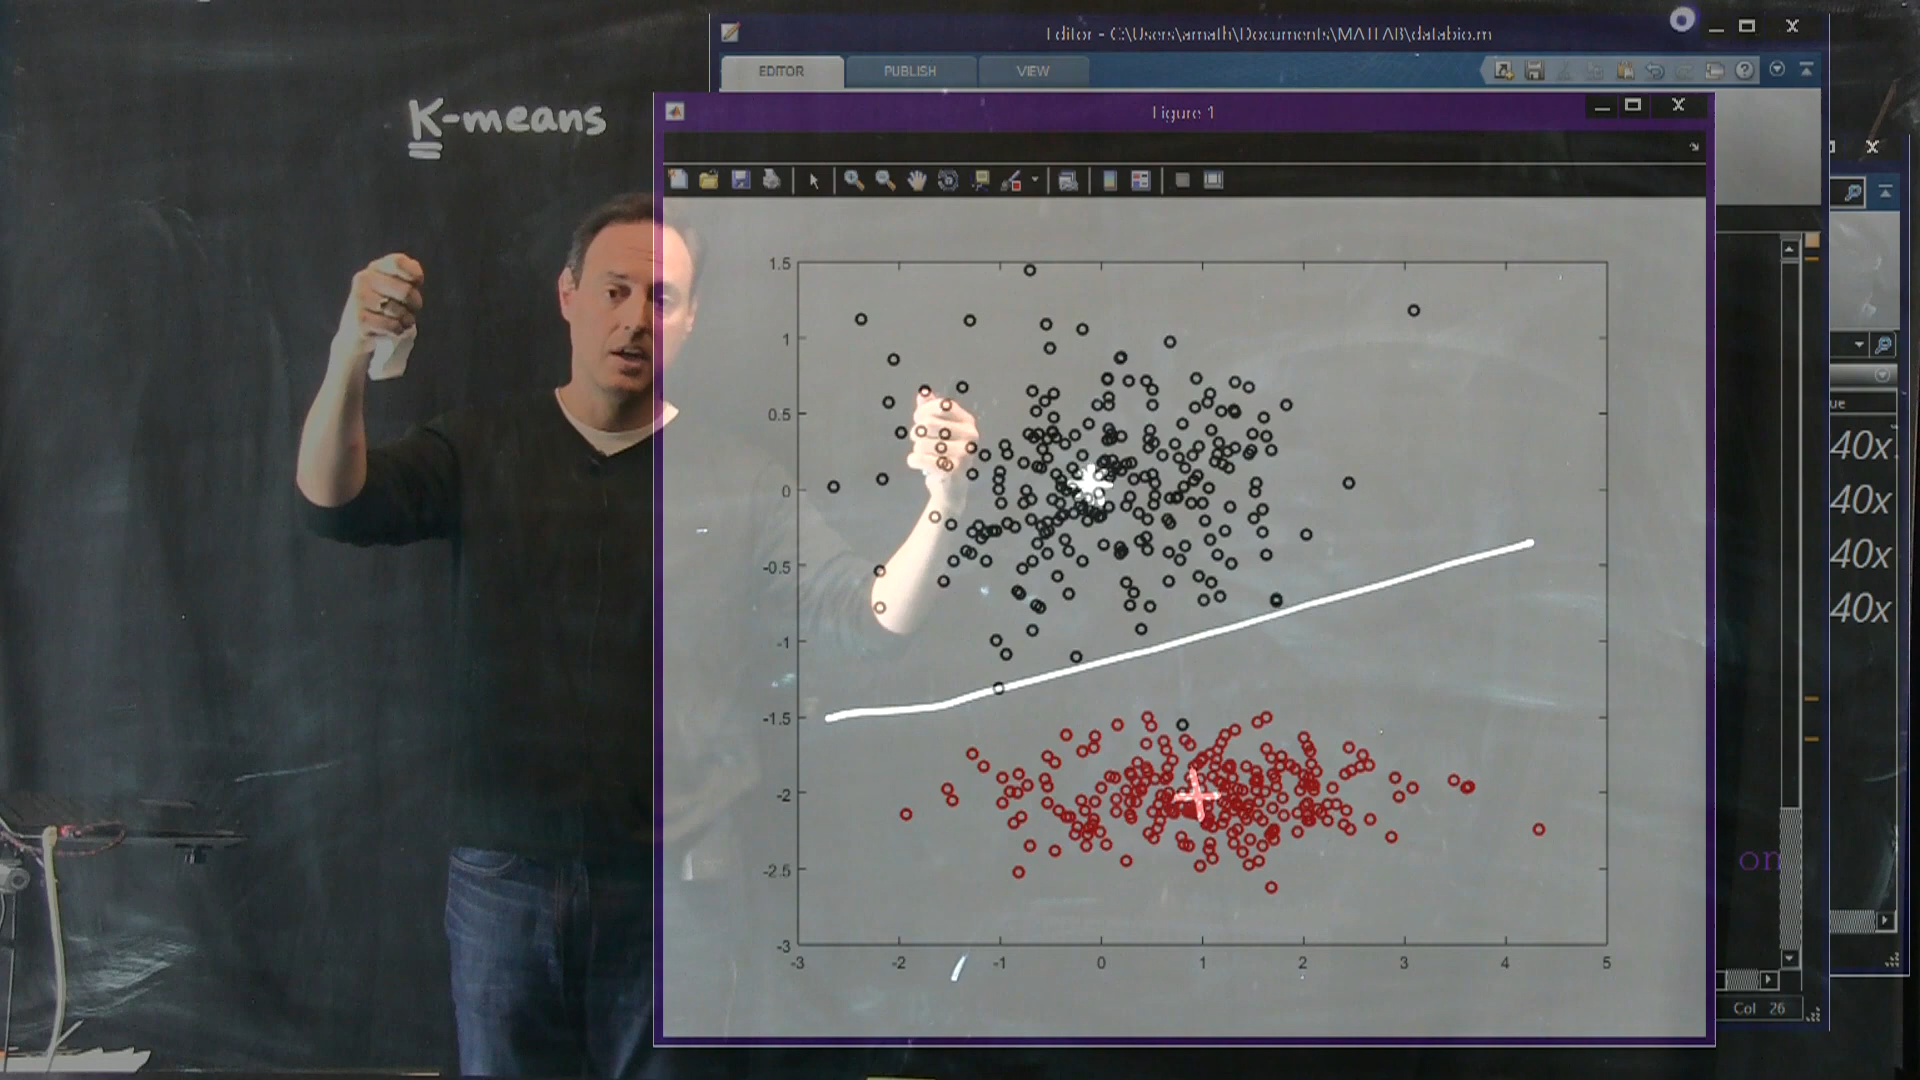 Editor - C:\Users\amath\Documents\MATLAB\databio.m
EDITOR PUBLISH VIEW
K-means
Figure 1
1.5
1
0.5
0
-0.5
-1
-1.5
-2
-2.5
-3
-3 -2 -1 0 1 2 3 4 5
ue
40x
40x
40x
40x
on
Col 26